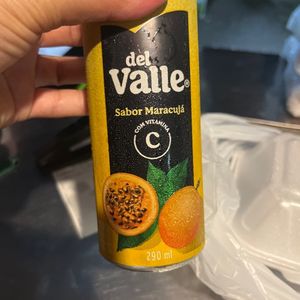 del
Valle®
Sabor Maracujá
COM VITAMINA
C
290 ml